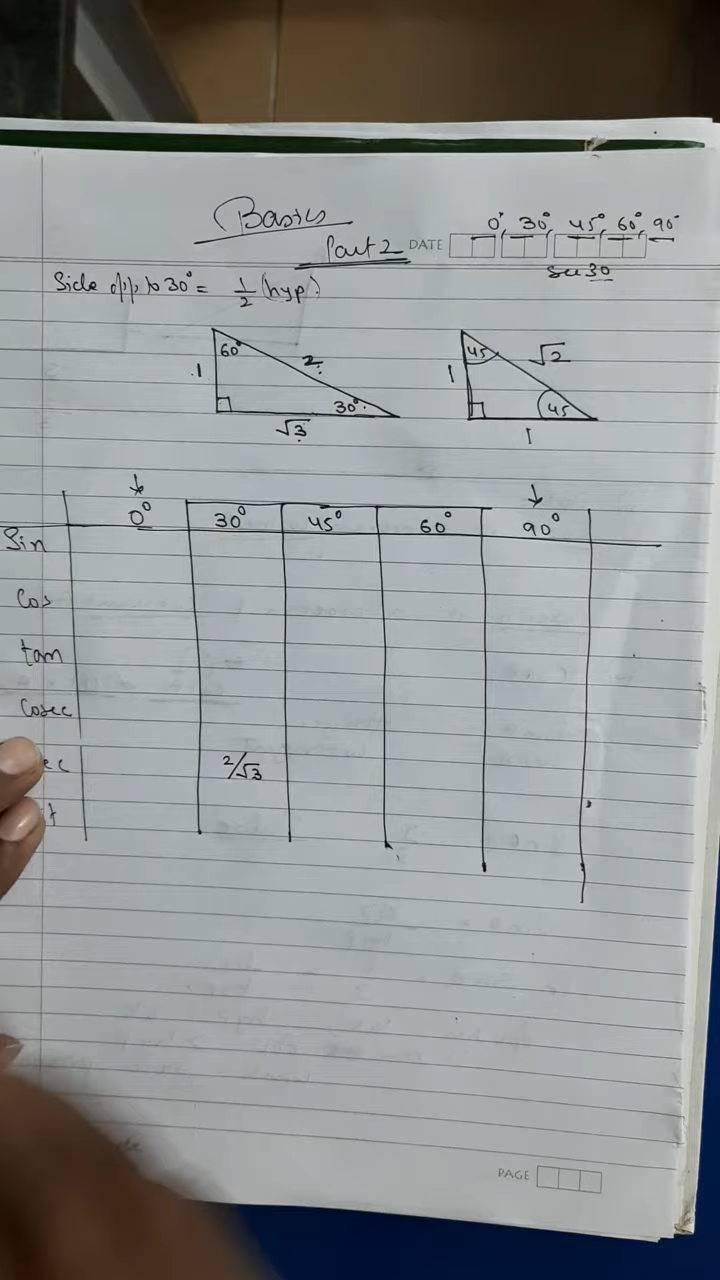 Basics
Part 2 DATE 0°, 30°, 45°, 60°, 90°
sec 30
Side opp. to 30° = 1/2 (hyp)
60° 1 2 30° √3
45 1 √2 45 1
0° 30° 45° 60° 90°
Sin
Cos
tan
Cosec
ec 2/√3
t
PAGE